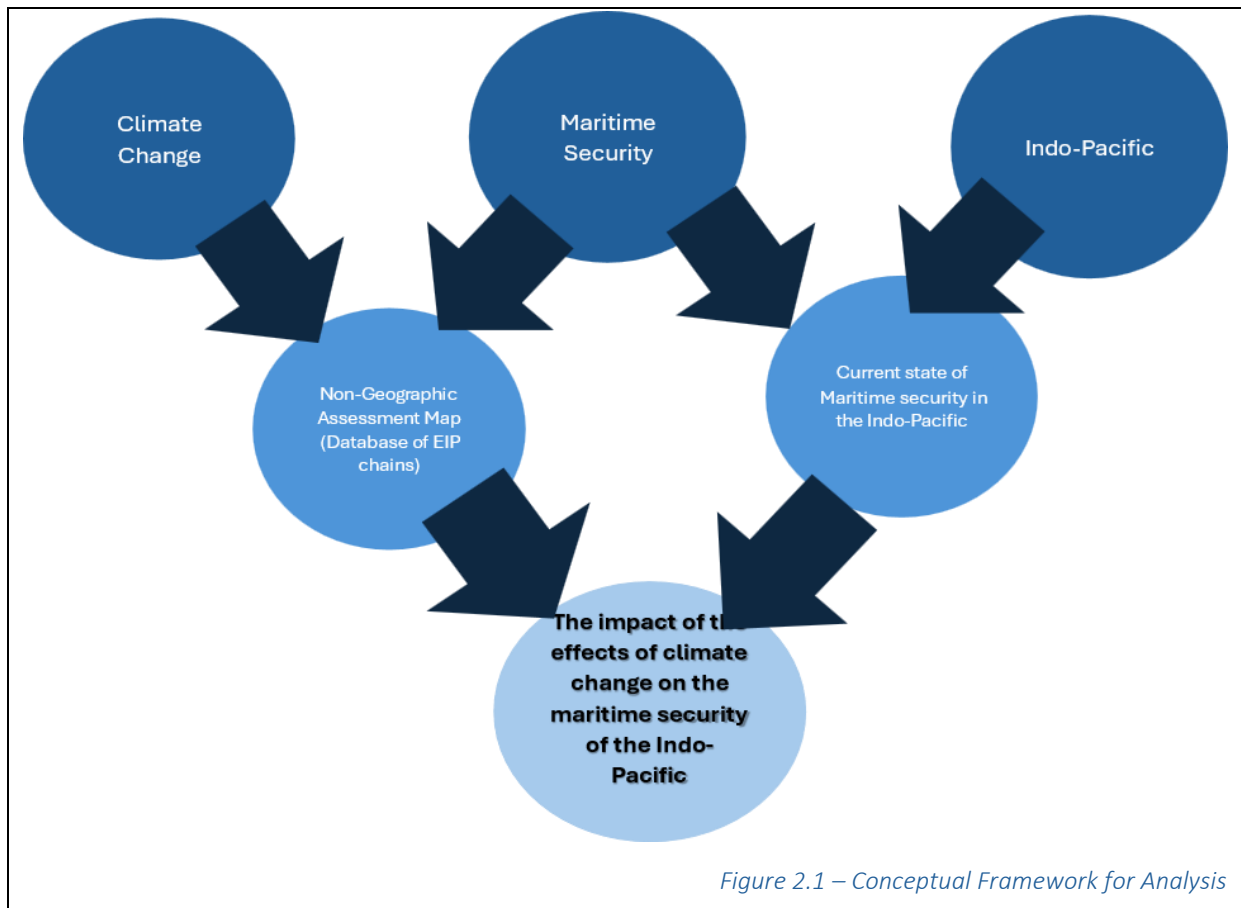 Climate
Change
Maritime
Security
Indo-Pacific
Non-Geographic
Assessment Map
(Database of EIP
chains)
Current state of
Maritime security in
the Indo-Pacific
The impact of the
effects of climate
change on the
maritime security
of the Indo-
Pacific
Figure 2.1 – Conceptual Framework for Analysis